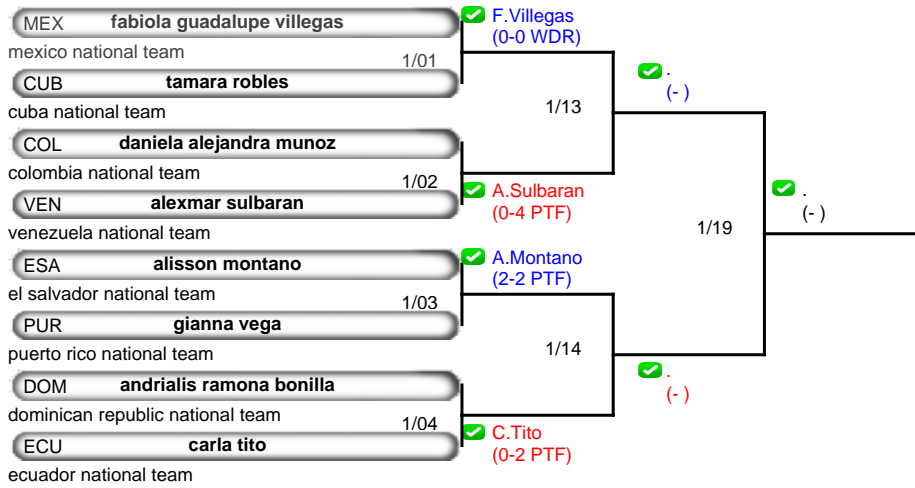 MEX fabiola guadalupe villegas
mexico national team
1/01
F.Villegas
(0-0 WDR)
CUB tamara robles
cuba national team
1/13
.
(- )
COL daniela alejandra munoz
colombia national team
1/02
VEN alexmar sulbaran
venezuela national team
A.Sulbaran
(0-4 PTF)
1/19
.
(- )
ESA alisson montano
el salvador national team
1/03
A.Montano
(2-2 PTF)
PUR gianna vega
puerto rico national team
1/14
.
(- )
DOM andrialis ramona bonilla
dominican republic national team
1/04
ECU carla tito
ecuador national team
C.Tito
(0-2 PTF)